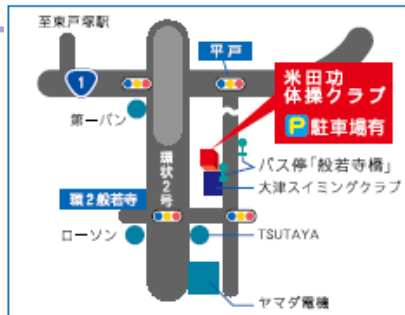 至東戸塚駅
平戸
1
米田功
体操クラブ
P 駐車場有
第一パン
環状2号
バス停「般若寺橋」
大津スイミングクラブ
環2般若寺
ローソン
TSUTAYA
ヤマダ電機